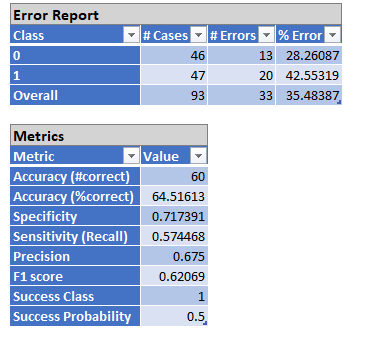 Error Report
Class # Cases # Errors % Error
0 46 13 28.26087
1 47 20 42.55319
Overall 93 33 35.48387
Metrics
Metric Value
Accuracy (#correct) 60
Accuracy (%correct) 64.51613
Specificity 0.717391
Sensitivity (Recall) 0.574468
Precision 0.675
F1 score 0.62069
Success Class 1
Success Probability 0.5